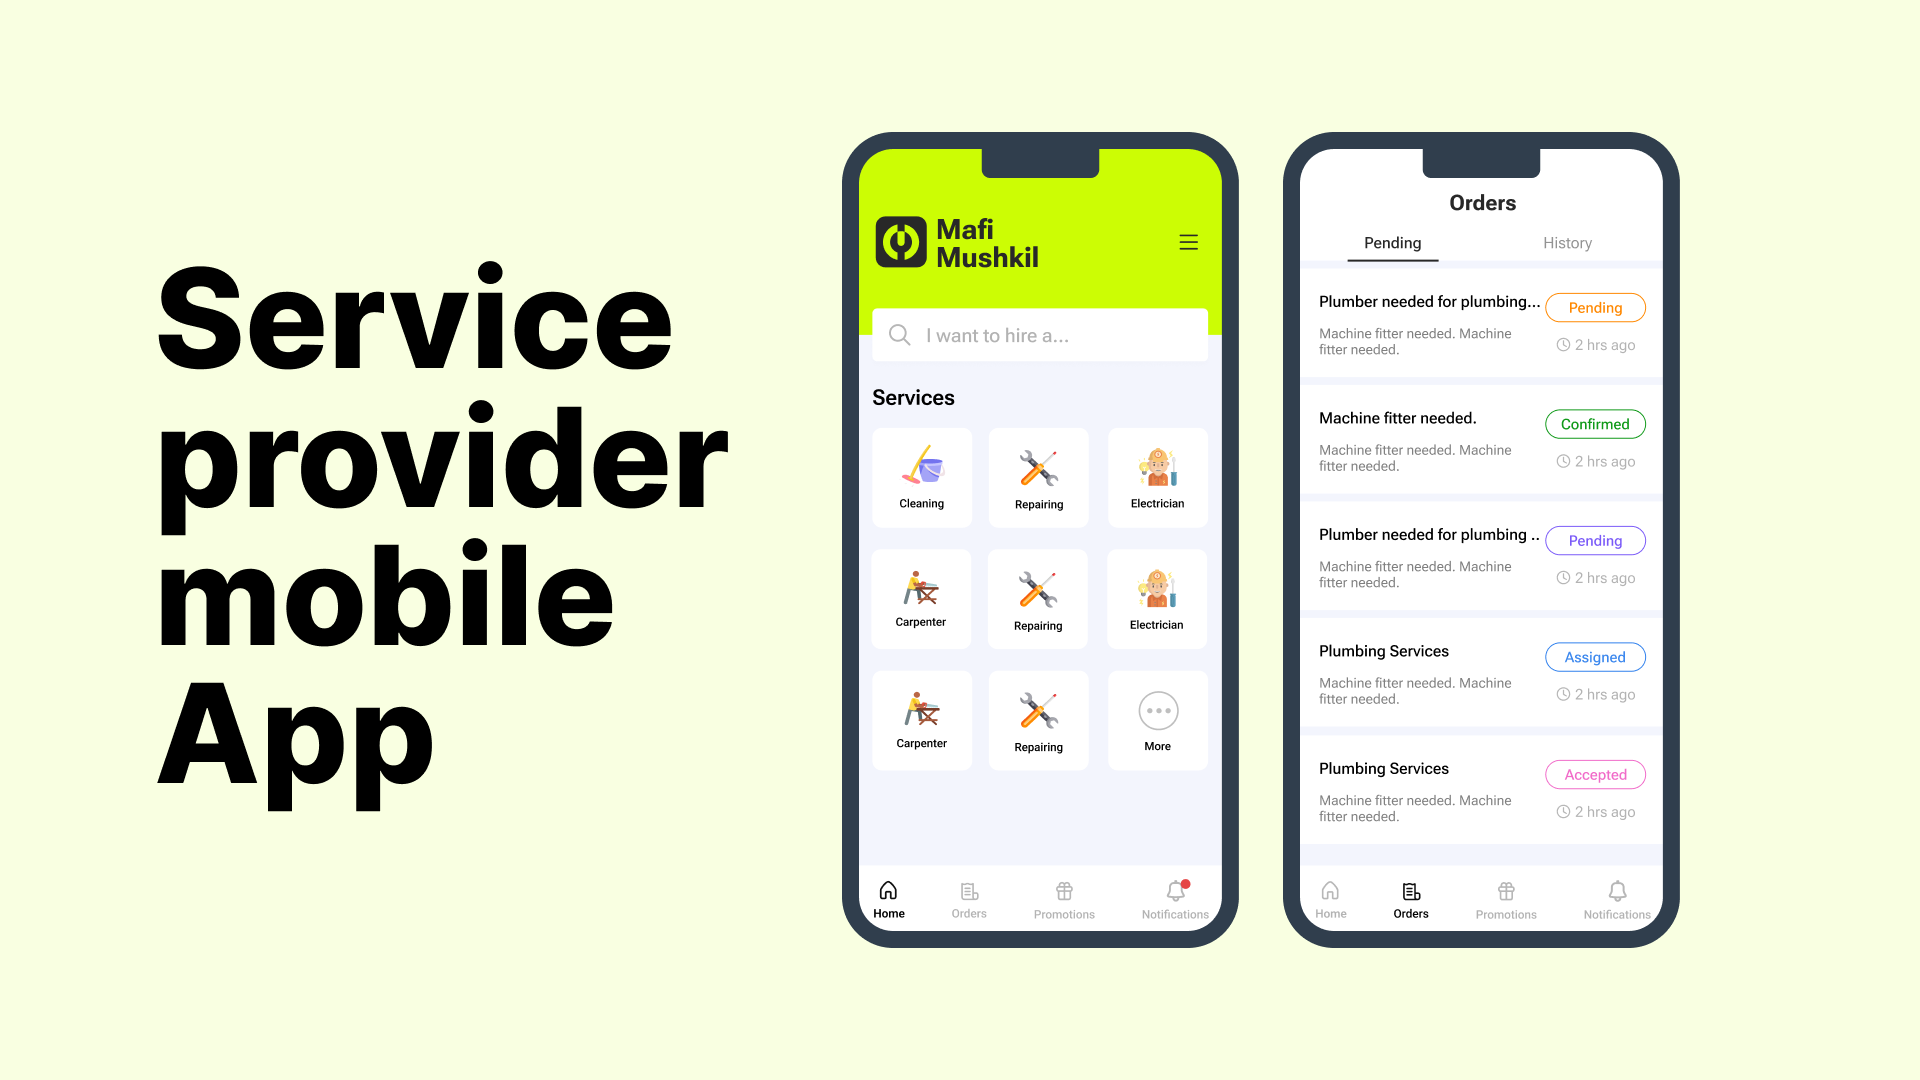 Service
provider
mobile
App
Mafi
Mushkil
I want to hire a...
Services
Cleaning
Repairing
Electrician
Carpenter
Repairing
Electrician
Carpenter
Repairing
More
Home
Orders
Promotions
Notifications
Orders
Pending
History
Plumber needed for plumbing...
Pending
Machine fitter needed. Machine
fitter needed.
2 hrs ago
Machine fitter needed.
Confirmed
Machine fitter needed. Machine
fitter needed.
2 hrs ago
Plumber needed for plumbing ..
Pending
Machine fitter needed. Machine
fitter needed.
2 hrs ago
Plumbing Services
Assigned
Machine fitter needed. Machine
fitter needed.
2 hrs ago
Plumbing Services
Accepted
Machine fitter needed. Machine
fitter needed.
2 hrs ago
Home
Orders
Promotions
Notifications